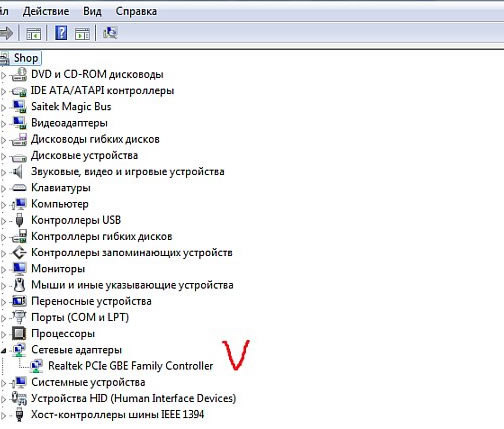 йл Действие Вид Справка
Shop
DVD и CD-ROM дисководы
IDE ATA/ATAPI контроллеры
Saitek Magic Bus
Видеоадаптеры
Дисководы гибких дисков
Дисковые устройства
Звуковые, видео и игровые устройства
Клавиатуры
Компьютер
Контроллеры USB
Контроллеры гибких дисков
Контроллеры запоминающих устройств
Мониторы
Мыши и иные указывающие устройства
Переносные устройства
Порты (COM и LPT)
Процессоры
Сетевые адаптеры
Realtek PCIe GBE Family Controller V
Системные устройства
Устройства HID (Human Interface Devices)
Хост-контроллеры шины IEEE 1394